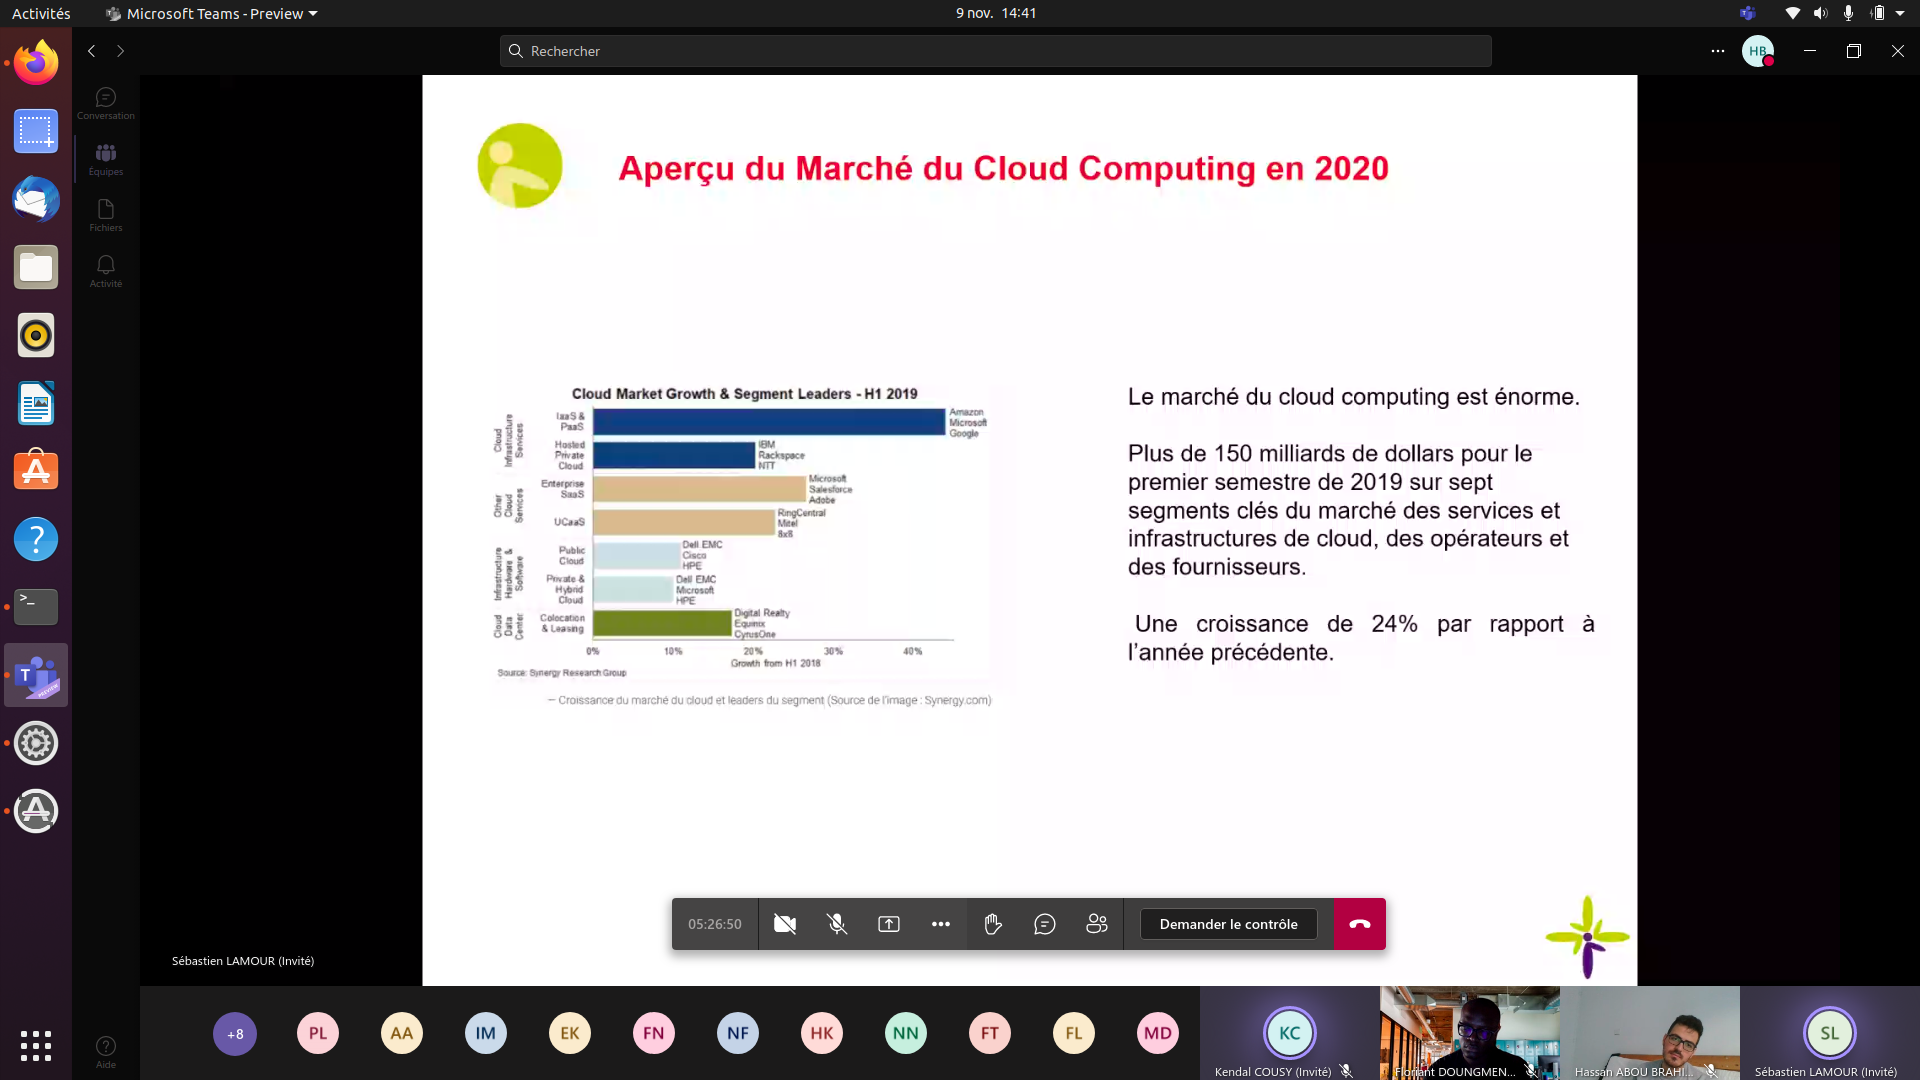 Activités
Microsoft Teams - Preview
9 nov. 14:41
Rechercher
HB
Conversation
Équipes
Fichiers
Activité
Aide
Aperçu du Marché du Cloud Computing en 2020
Cloud Market Growth & Segment Leaders - H1 2019
Cloud
Infrastructure
Services
IaaS &
PaaS
Amazon
Microsoft
Google
Hosted
Private
Cloud
IBM
Rackspace
NTT
Other
Cloud
Services
Enterprise
SaaS
Microsoft
Salesforce
Adobe
UCaaS
RingCentral
Mitel
8x8
Infrastructure
Hardware &
Software
Public
Cloud
Dell EMC
Cisco
HPE
Private &
Hybrid
Cloud
Dell EMC
Microsoft
HPE
Cloud
Data
Center
Colocation
& Leasing
Digital Realty
Equinix
CyrusOne
0% 10% 20% 30% 40%
Growth from H1 2018
Source: Synergy Research Group
— Croissance du marché du cloud et leaders du segment (Source de l'image : Synergy.com)
Le marché du cloud computing est énorme.
Plus de 150 milliards de dollars pour le
premier semestre de 2019 sur sept
segments clés du marché des services et
infrastructures de cloud, des opérateurs et
des fournisseurs.
Une croissance de 24% par rapport à
l'année précédente.
05:26:50
Demander le contrôle
Sébastien LAMOUR (Invité)
+8
PL
AA
IM
EK
FN
NF
HK
NN
FT
FL
MD
KC
Kendal COUSY (Invité)
Floriant DOUNGMEN...
Hassan ABOU BRAHI...
SL
Sébastien LAMOUR (Invité)
T
PREVIEW